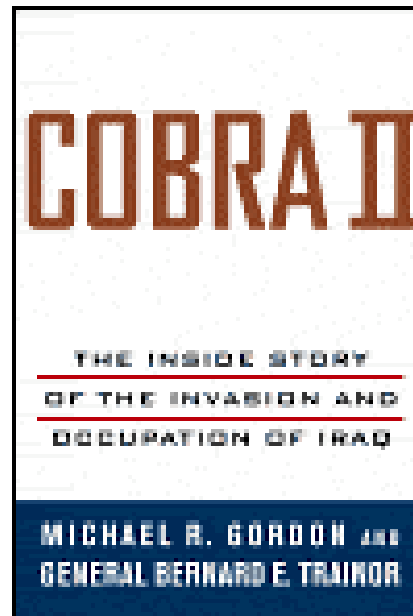 COBRA II
THE INSIDE STORY
OF THE INVASION AND
OCCUPATION OF IRAQ
MICHAEL R. GORDON AND
GENERAL BERNARD E. TRAINOR